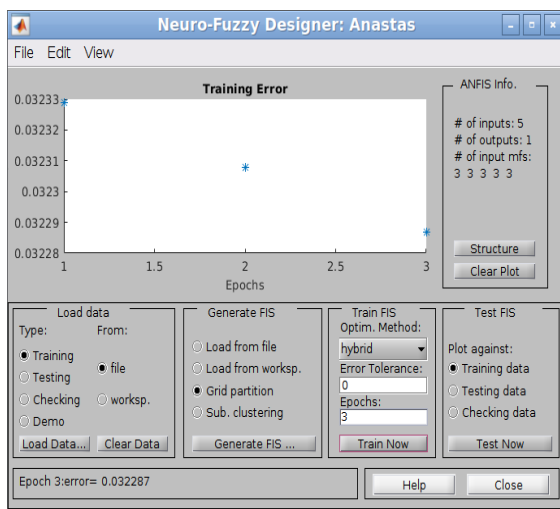 Neuro-Fuzzy Designer: Anastas
File Edit View
Training Error
0.03233
0.03232
0.03231
0.0323
0.03229
0.03228
1 1.5 2 2.5 3
Epochs
ANFIS Info.
# of inputs: 5
# of outputs: 1
# of input mfs:
3 3 3 3 3
Structure
Clear Plot
Load data
Type: From:
Training
Testing
Checking
Demo
file
worksp.
Load Data... Clear Data
Generate FIS
Load from file
Load from worksp.
Grid partition
Sub. clustering
Generate FIS ...
Train FIS
Optim. Method:
hybrid
Error Tolerance:
0
Epochs:
3
Train Now
Test FIS
Plot against:
Training data
Testing data
Checking data
Test Now
Epoch 3:error= 0.032287
Help Close